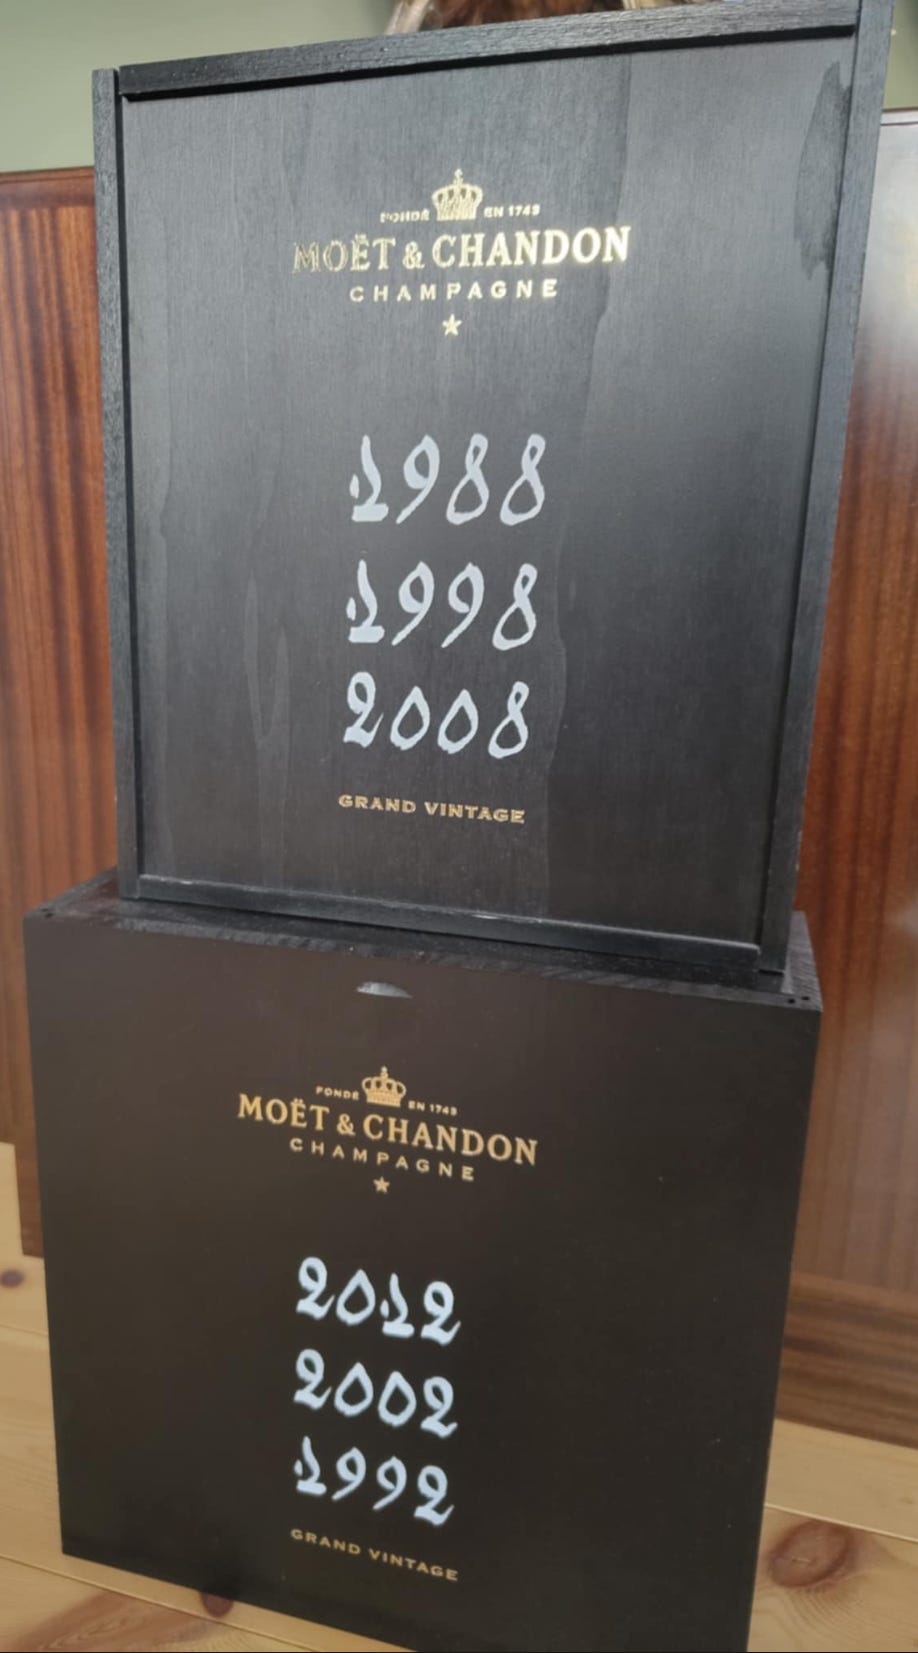 FONDÉ EN 1743
MOËT & CHANDON
CHAMPAGNE
1988
1998
2008
GRAND VINTAGE
FONDÉ EN 1743
MOËT & CHANDON
CHAMPAGNE
2012
2002
1992
GRAND VINTAGE